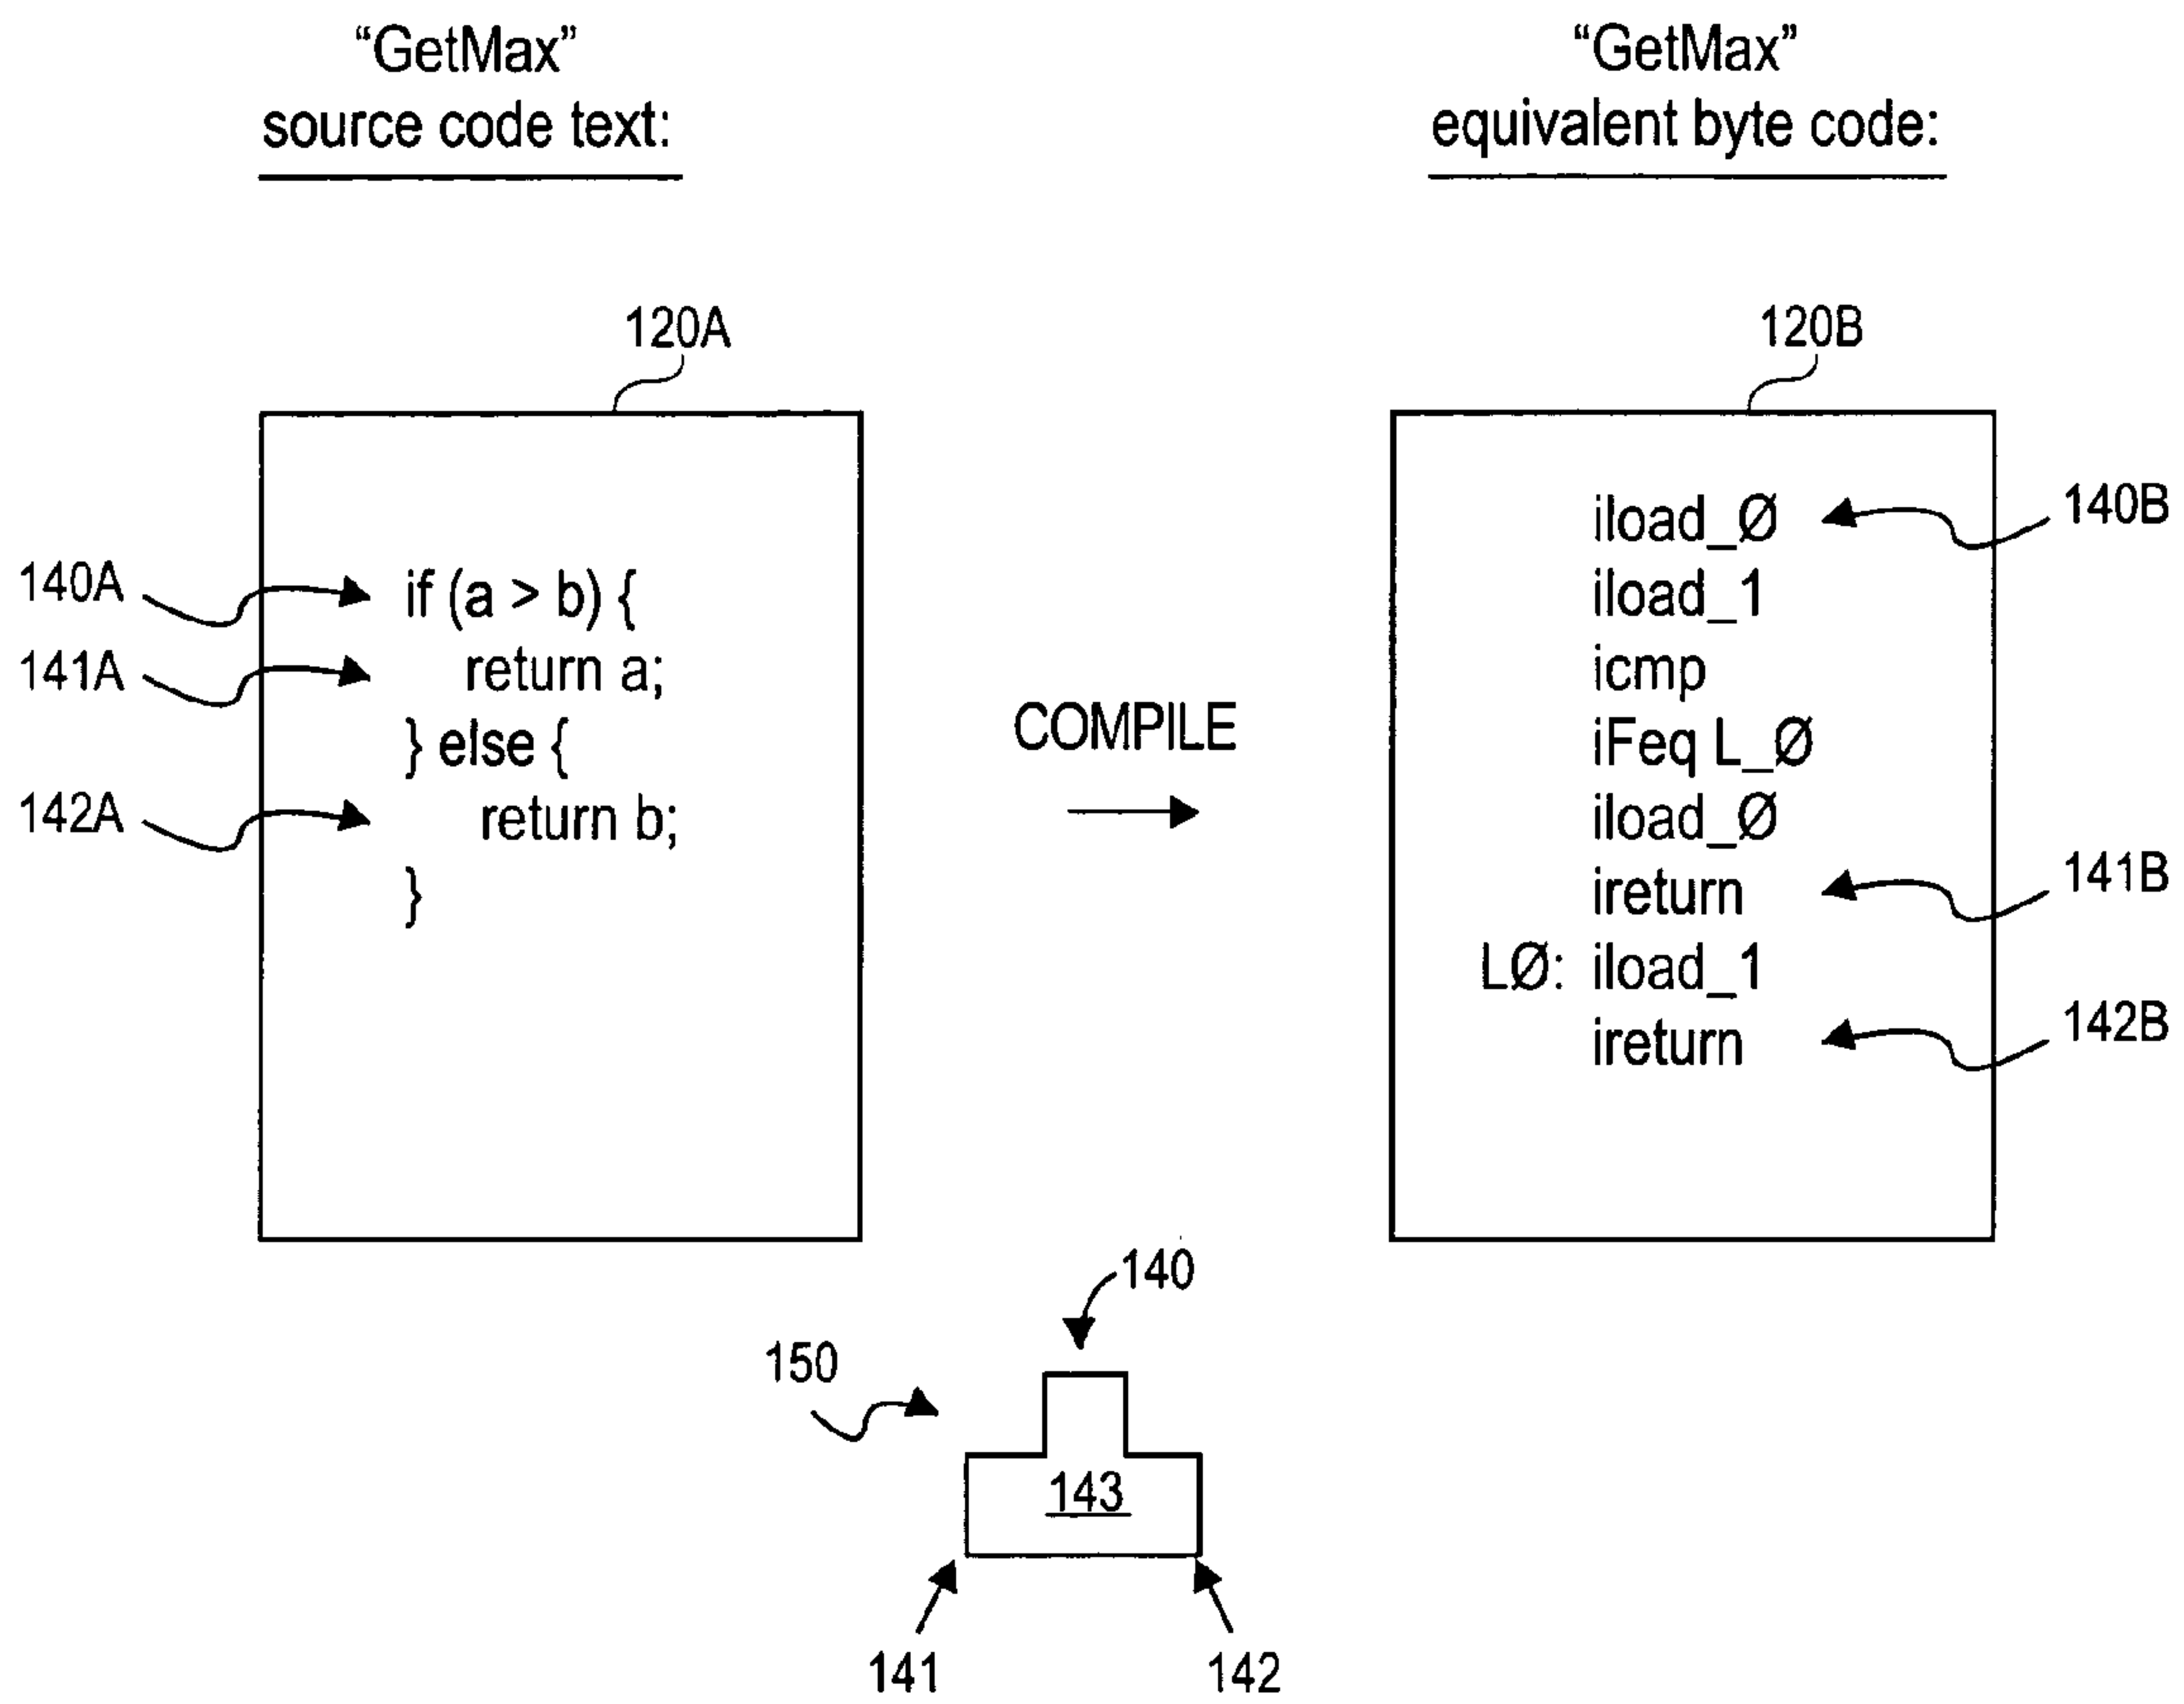 “GetMax”
source code text:
“GetMax”
equivalent byte code:
120A
140A
if (a > b) {
141A
return a;
} else {
142A
return b;
}
COMPILE
120B
iload_Ø
140B
iload_1
icmp
iFeq L_Ø
iload_Ø
ireturn
141B
LØ: iload_1
ireturn
142B
140
150
143
141
142